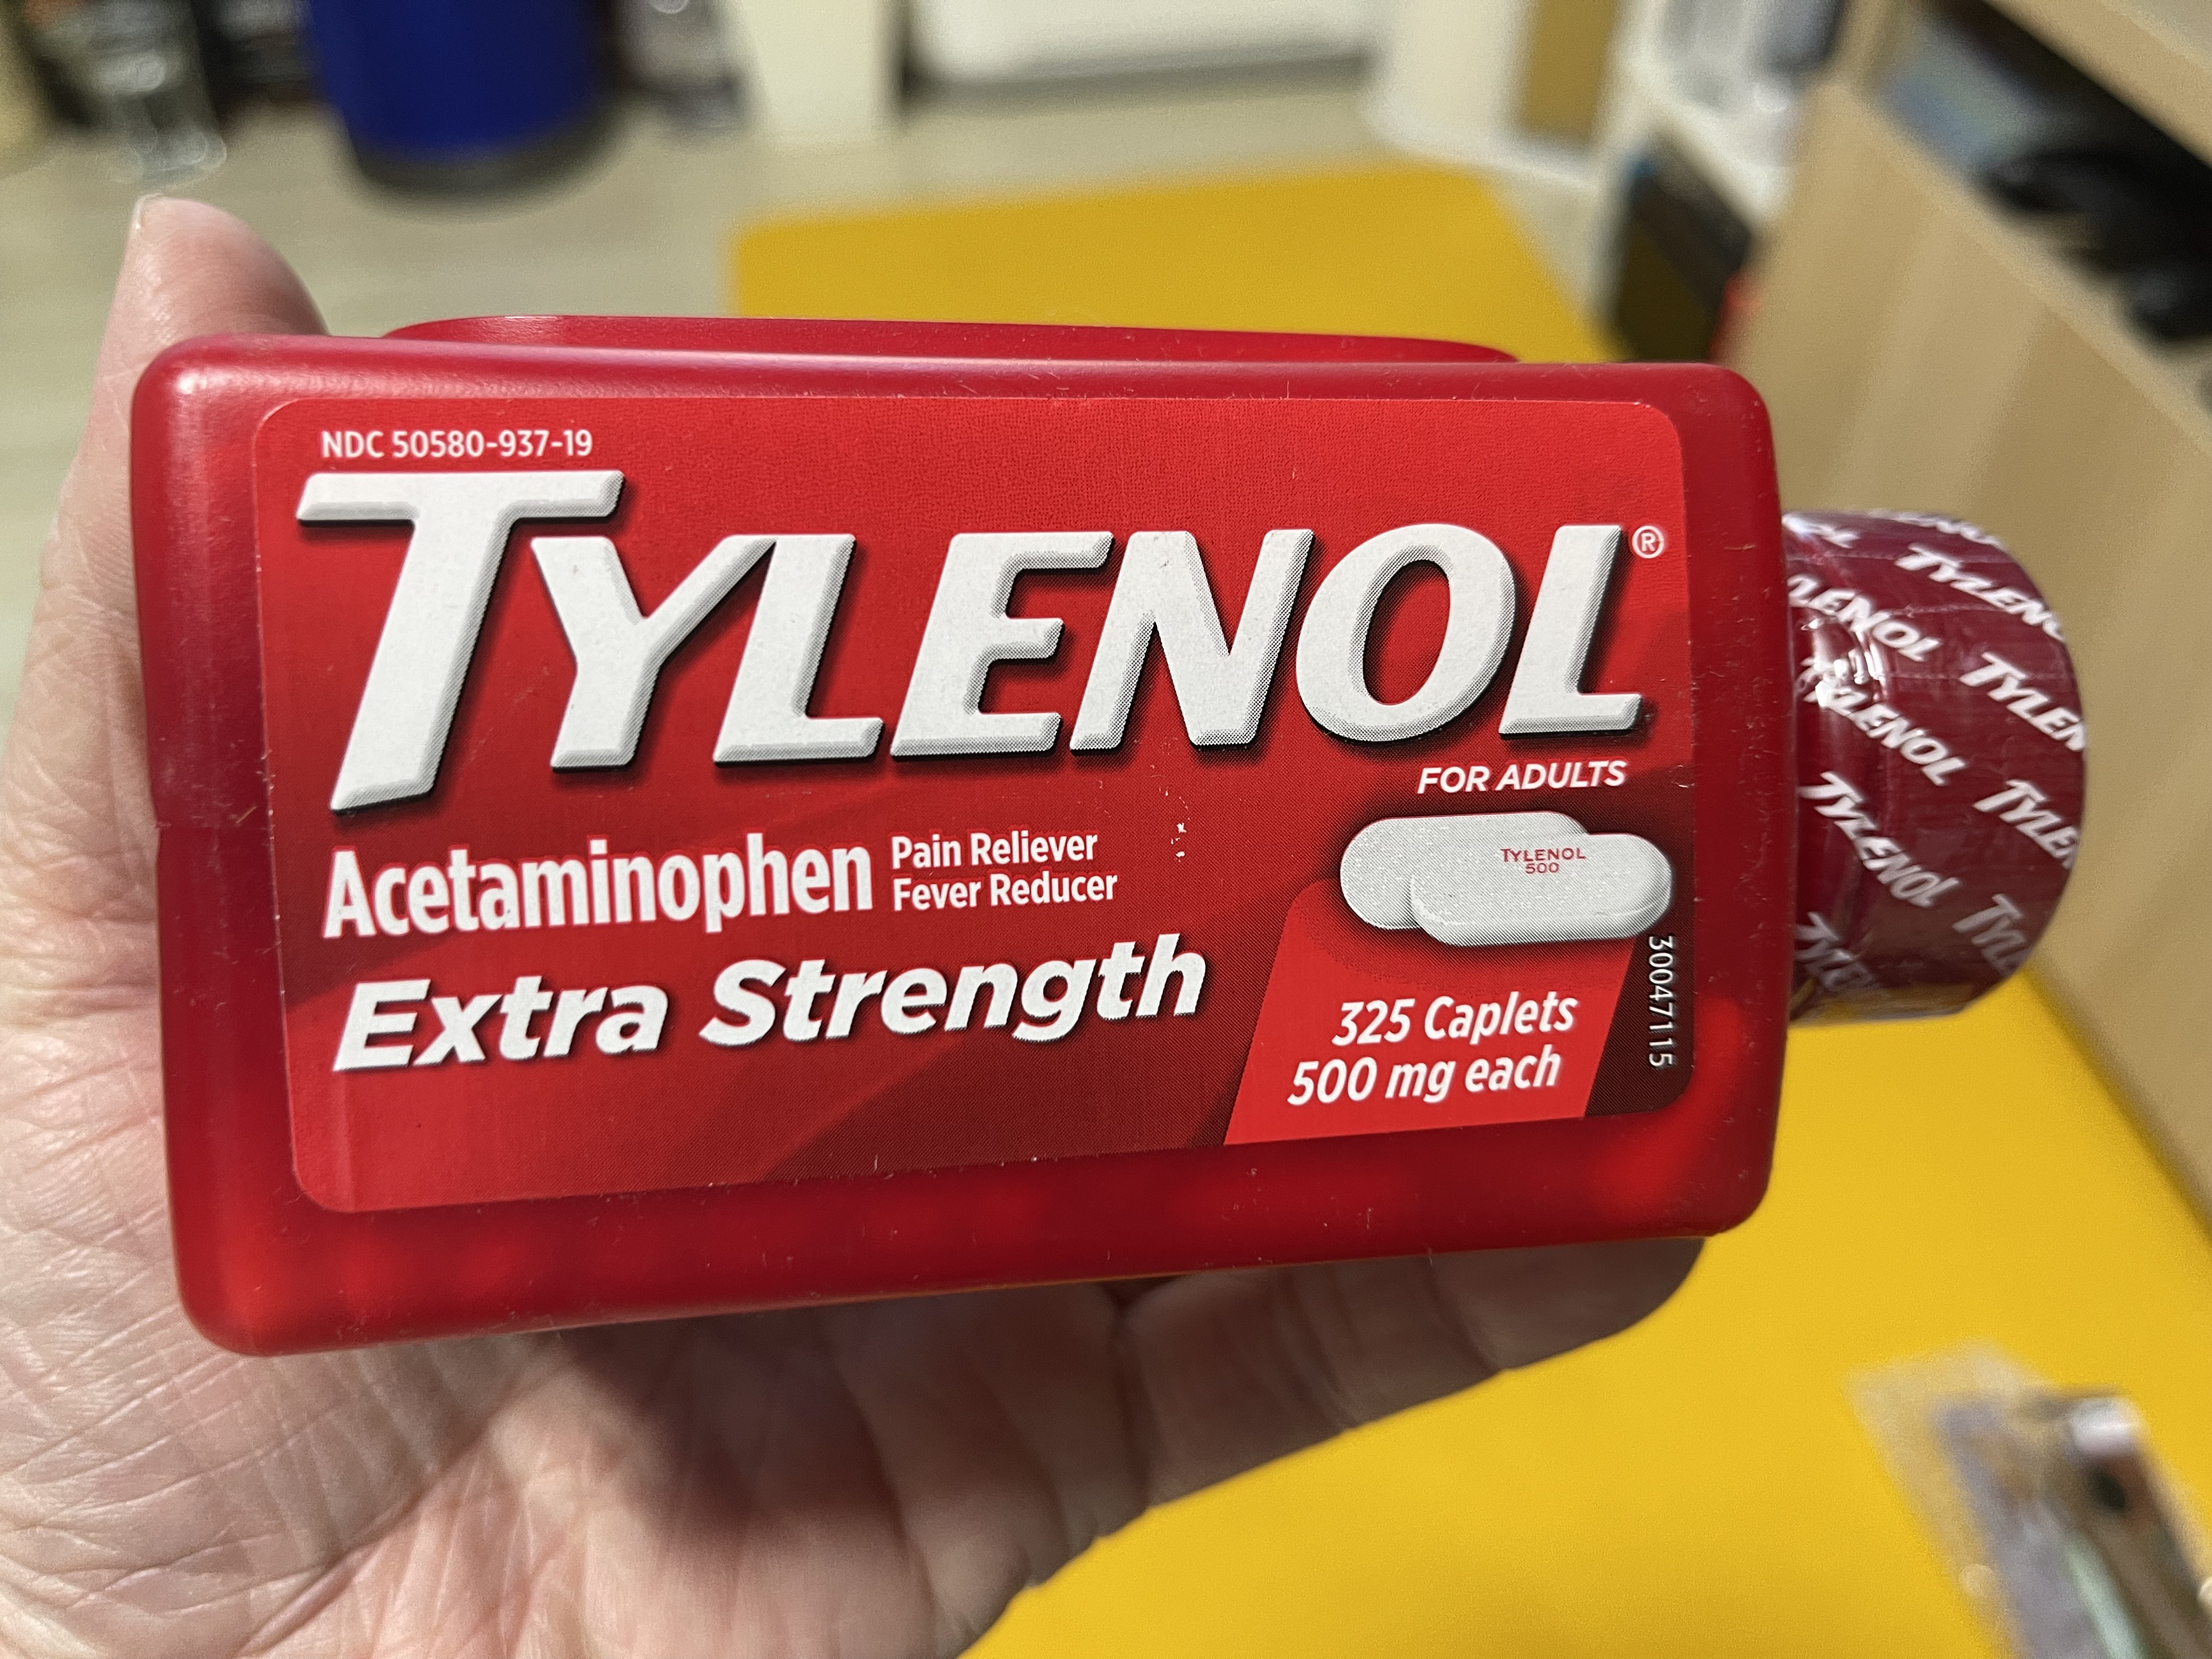 NDC 50580-937-19
TYLENOL®
FOR ADULTS
Acetaminophen
Pain Reliever
Fever Reducer
Extra Strength
TYLENOL
500
325 Caplets
500 mg each
30047115
TYLENOL
TYLENOL
TYLENOL